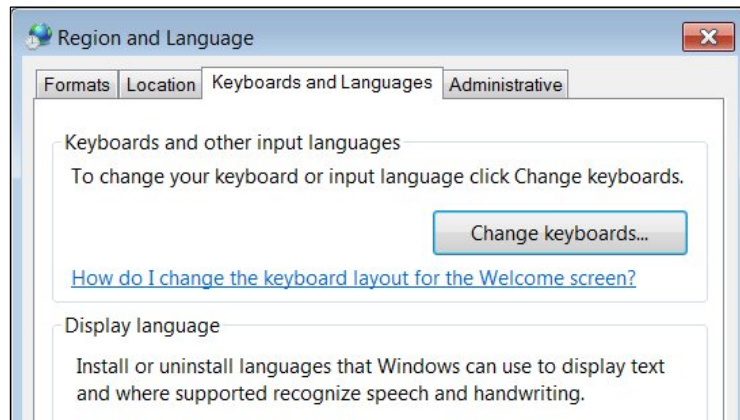 Region and Language
Formats Location Keyboards and Languages Administrative
Keyboards and other input languages
To change your keyboard or input language click Change keyboards.
Change keyboards...
How do I change the keyboard layout for the Welcome screen?
Display language
Install or uninstall languages that Windows can use to display text
and where supported recognize speech and handwriting.